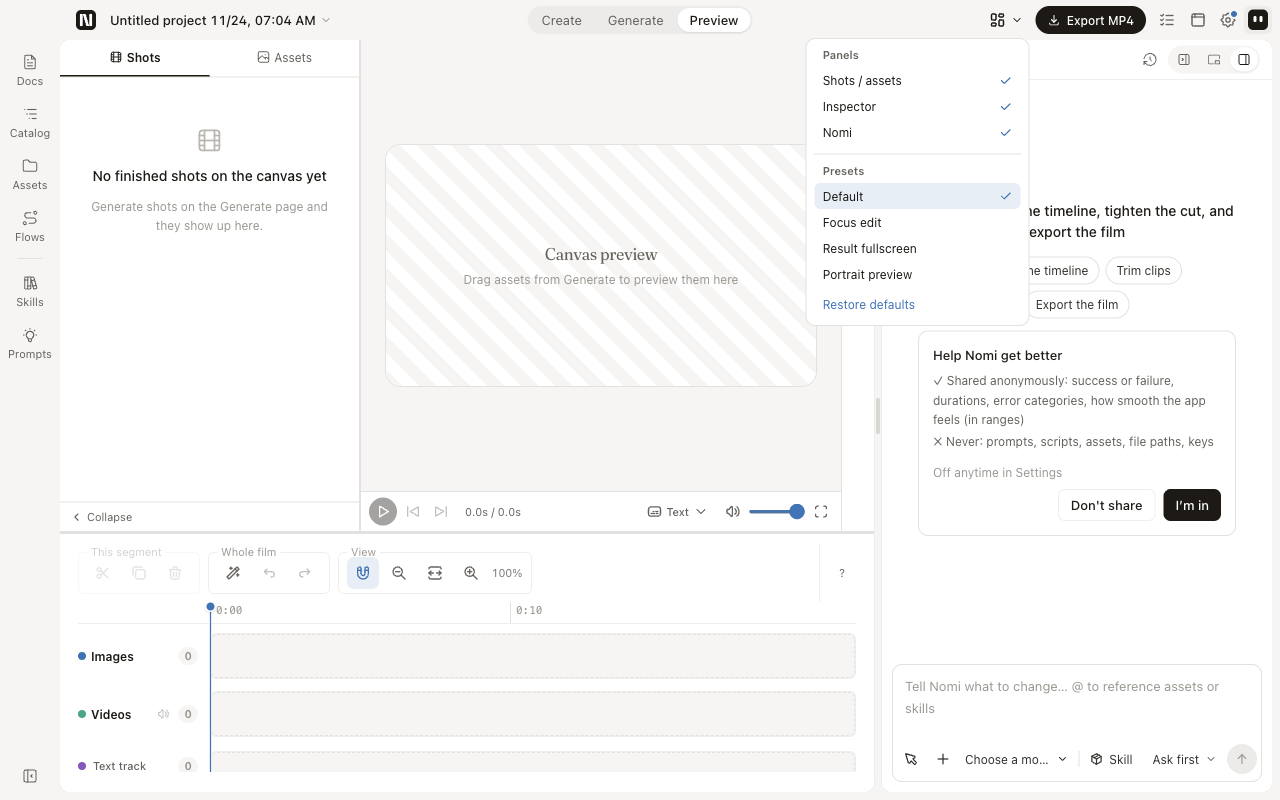 Untitled project 11/24, 07:04 AM
Create
Generate
Preview
Export MP4
Docs
Catalog
Assets
Flows
Skills
Prompts
Shots
Assets
No finished shots on the canvas yet
Generate shots on the Generate page and
they show up here.
Collapse
Canvas preview
Drag assets from Generate to preview them here
0.0s / 0.0s
Text
Panels
Shots / assets
Inspector
Nomi
Presets
Default
Focus edit
Result fullscreen
Portrait preview
Restore defaults
timeline, tighten the cut, and
export the film
timeline
Trim clips
Export the film
Help Nomi get better
✓ Shared anonymously: success or failure,
durations, error categories, how smooth the app
feels (in ranges)
✕ Never: prompts, scripts, assets, file paths, keys
Off anytime in Settings
Don't share
I'm in
This segment
Whole film
View
100%
?
0:00
0:10
Images
0
Videos
0
Text track
0
Tell Nomi what to change... @ to reference assets or
skills
Choose a mo...
Skill
Ask first